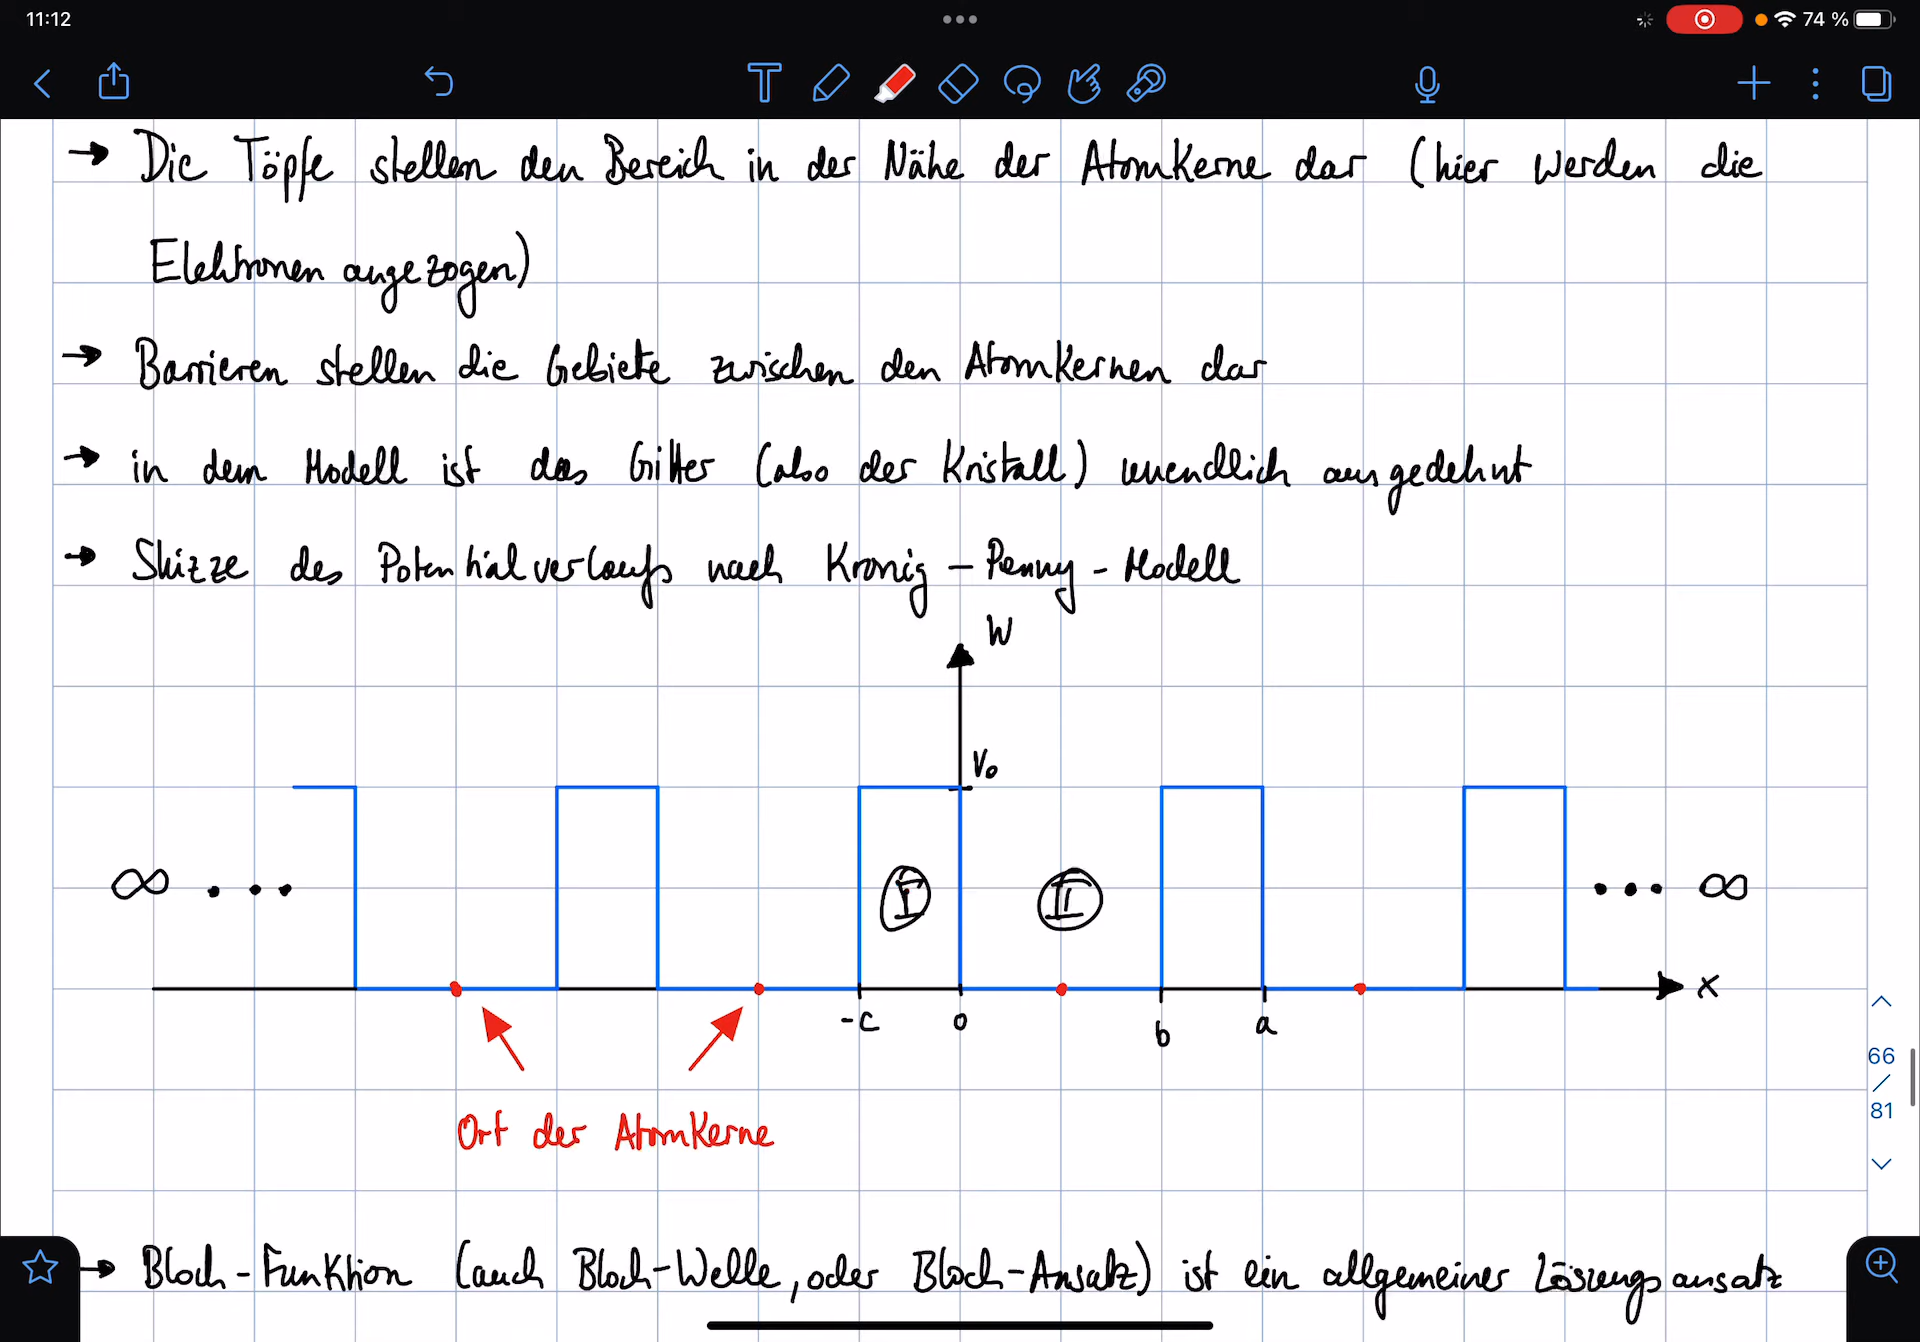 11:12
74 %
→ Die Töpfe stellen den Bereich in der Nähe der Atomkerne dar (hier werden die
Elektronen angezogen)
→ Barrieren stellen die Gebiete zwischen den Atomkernen dar
→ in dem Modell ist das Gitter (also der Kristall) unendlich ausgedehnt
→ Skizze des Potentialverlaufs nach Kronig-Penny-Modell
W
V₀
∞ ... I II ... ∞
x
-c 0 b a
66
/
81
Ort der Atomkerne
→ Bloch-Funktion (auch Bloch-Welle, oder Bloch-Ansatz) ist ein allgemeiner Lösungsansatz